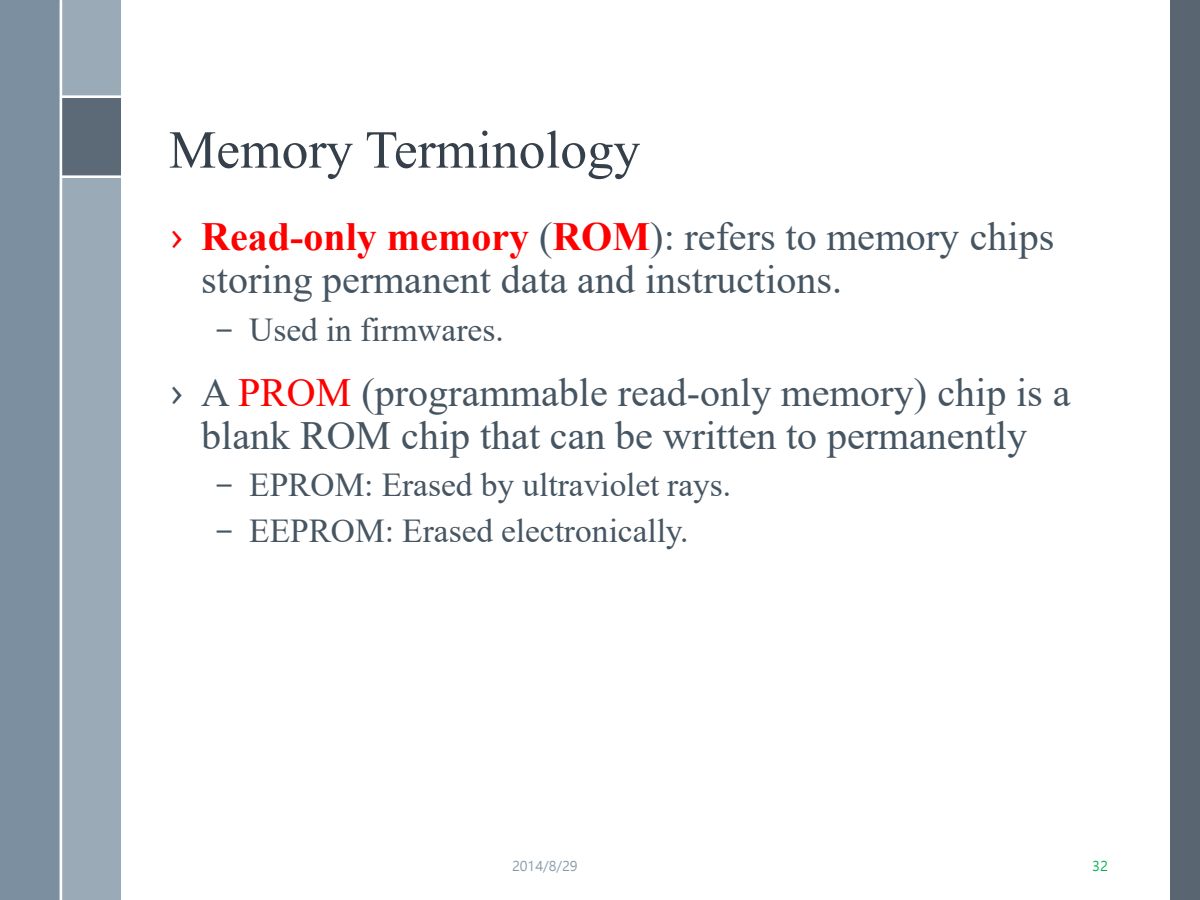 Memory Terminology
› Read-only memory (ROM): refers to memory chips
storing permanent data and instructions.
– Used in firmwares.
› A PROM (programmable read-only memory) chip is a
blank ROM chip that can be written to permanently
– EPROM: Erased by ultraviolet rays.
– EEPROM: Erased electronically.
2014/8/29
32